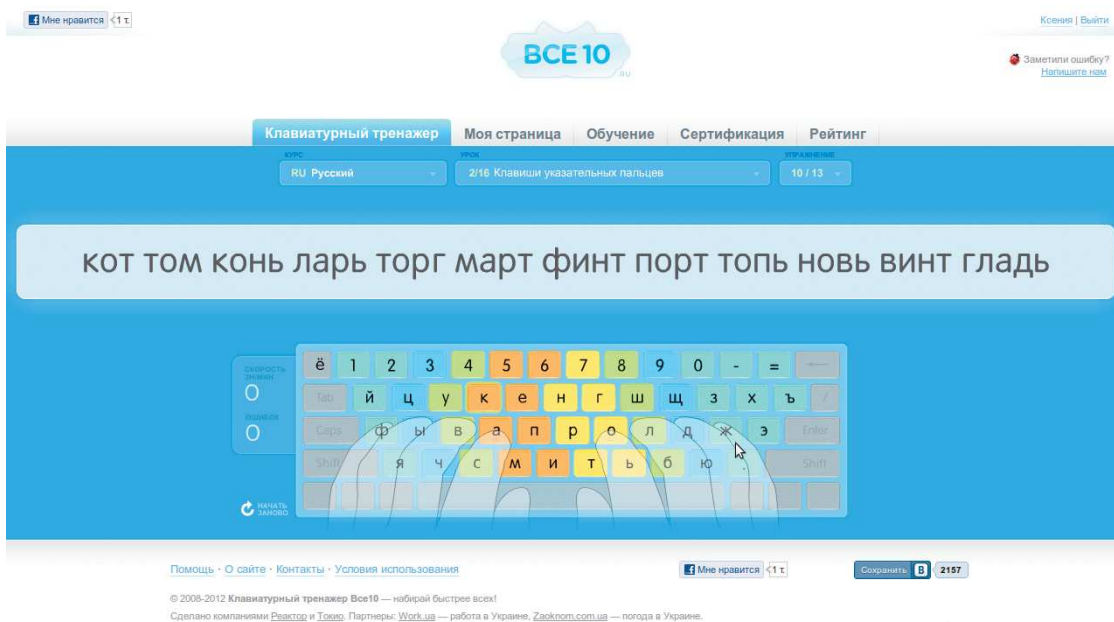 Мне нравится 1 т.
Ксения | Выйти
ВСЕ 10
.RU
Заметили ошибку?
Напишите нам
Клавиатурный тренажер Моя страница Обучение Сертификация Рейтинг
КУРС УРОК УПРАЖНЕНИЕ
RU Русский 2/16 Клавиши указательных пальцев 10 / 13
кот том конь ларь торг март финт порт топь новь винт гладь
СКОРОСТЬ
ЗН/МИН
0
ОШИБКИ
0
ё 1 2 3 4 5 6 7 8 9 0 - =
Tab й ц у к е н г ш щ з х ъ /
Caps ф ы в а п р о л д ж э Enter
Shift я ч с м и т ь б ю . Shift
НАЧАТЬ
ЗАНОВО
Помощь · О сайте · Контакты · Условия использования Мне нравится 1 т. Сохранить В 2157
© 2008-2012 Клавиатурный тренажер Все10 — набирай быстрее всех!
Сделано компаниями Реактор и Токио. Партнеры: Work.ua — работа в Украине, Zaoknom.com.ua — погода в Украине.